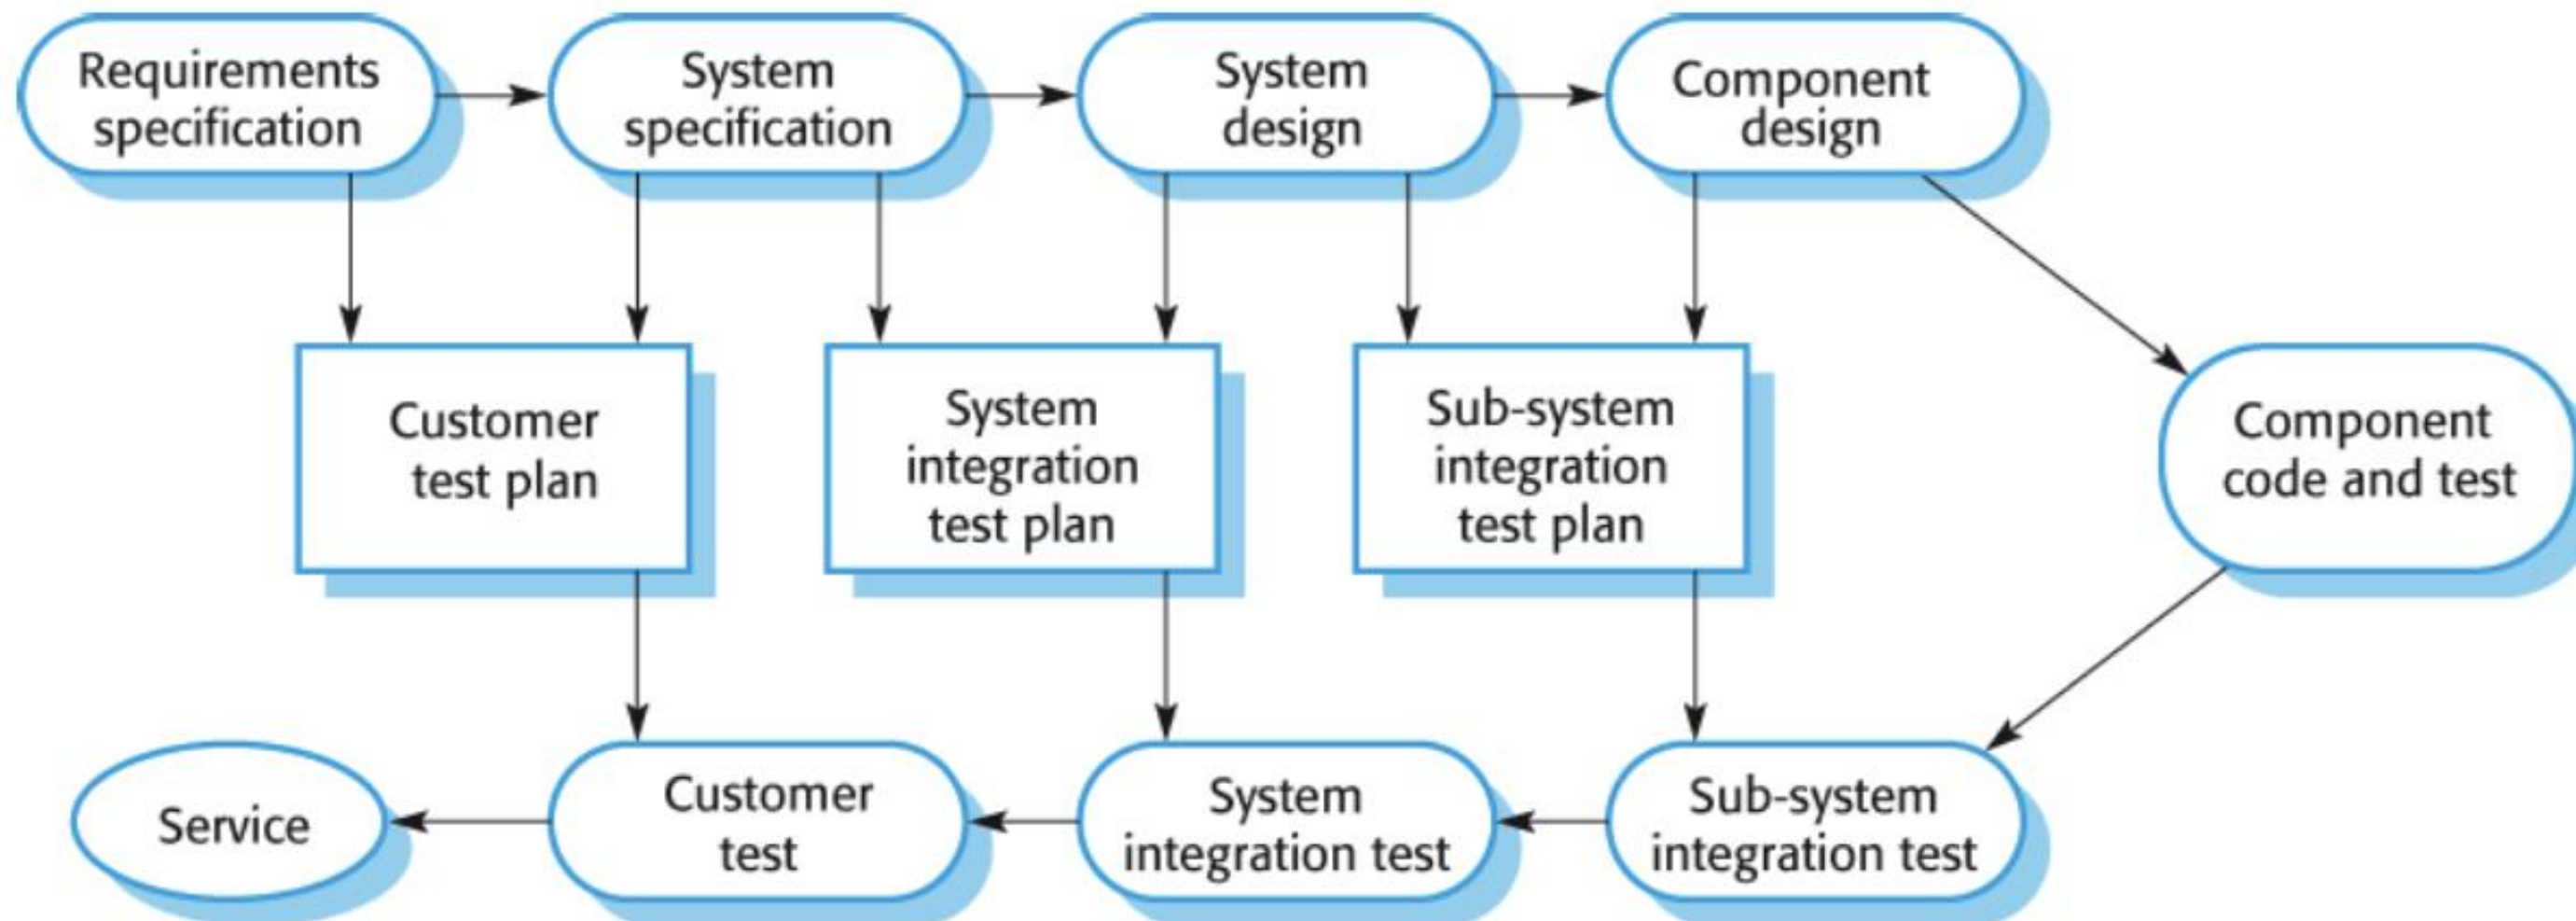 Requirements
specification
System
specification
System
design
Component
design
Customer
test plan
System
integration
test plan
Sub-system
integration
test plan
Component
code and test
Service
Customer
test
System
integration test
Sub-system
integration test